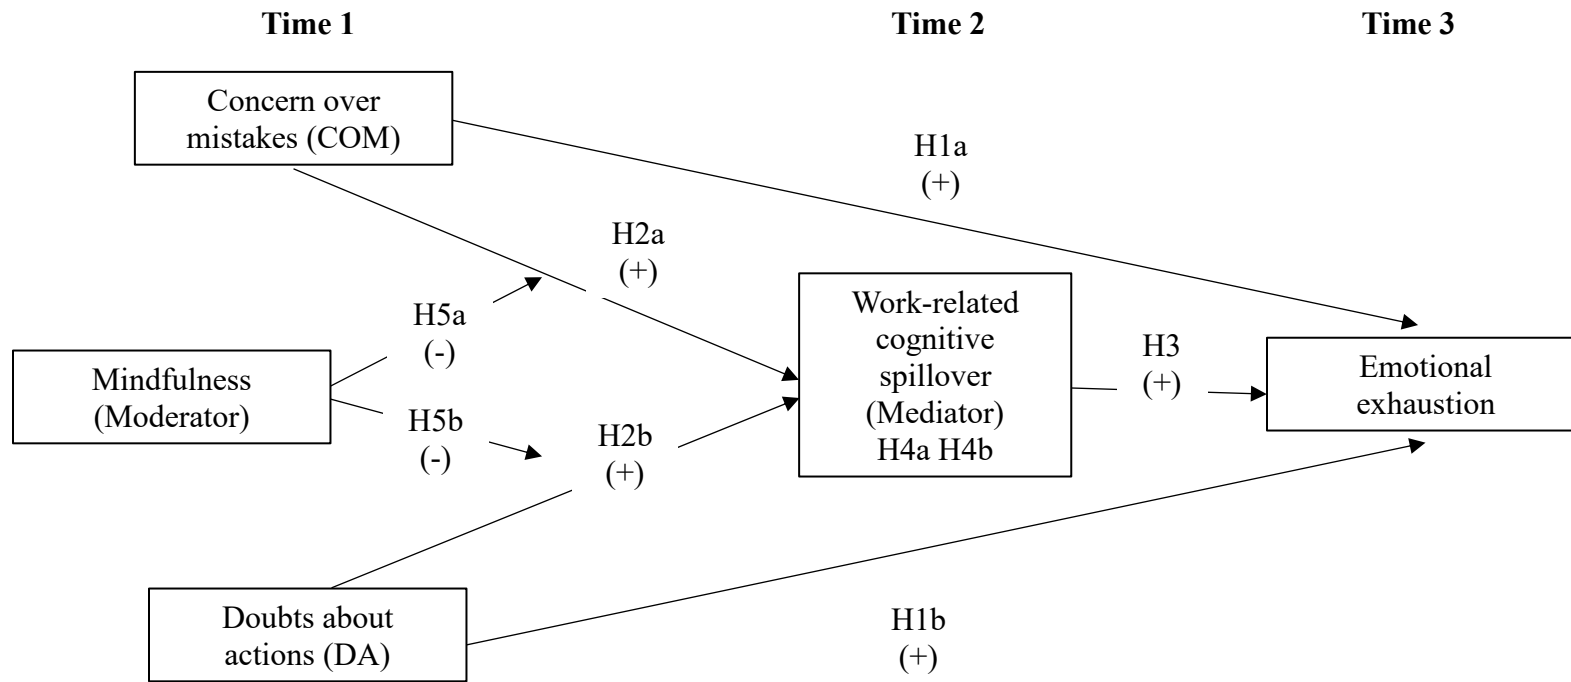 Time 1
Time 2
Time 3
Concern over
mistakes (COM)
H1a
(+)
H2a
(+)
H5a
(-)
Mindfulness
(Moderator)
H5b
(-)
H2b
(+)
Work-related
cognitive
spillover
(Mediator)
H4a H4b
H3
(+)
Emotional
exhaustion
Doubts about
actions (DA)
H1b
(+)